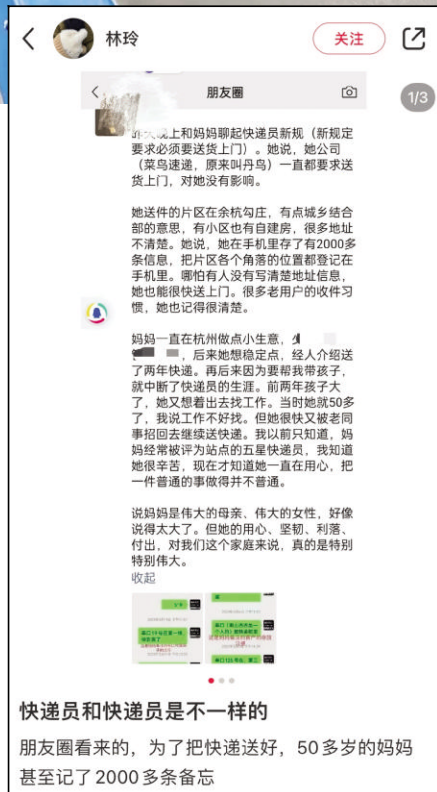 林玲
关注
朋友圈
1/3
昨天晚上和妈妈聊起快递员新规（新规定
要求必须要送货上门）。她说，她公司
（菜鸟速递，原来叫丹鸟）一直都要求送
货上门，对她没有影响。
她送件的片区在余杭勾庄，有点城乡结合
部的意思，有小区也有自建房，很多地址
不清楚。她说，她在手机里存了有2000多
条信息，把片区各个角落的位置都登记在
手机里。哪怕有人没有写清楚地址信息，
她也能很快送上门。很多老用户的收件习
惯，她也记得很清楚。
妈妈一直在杭州做点小生意，
，后来她想稳定点，经人介绍送
了两年快递。再后来因为要帮我带孩子，
就中断了快递员的生涯。前两年孩子大
了，她又想着出去找工作。当时她就50多
了，我说工作不好找。但她很快又被老同
事招回去继续送快递。我以前只知道，妈
妈经常被评为站点的五星快递员，我知道
她很辛苦，现在才知道她一直在用心，把
一件普通的事做得并不普通。
说妈妈是伟大的母亲、伟大的女性，好像
说得太大了。但她的用心、坚韧、利落、
付出，对我们这个家庭来说，真的是特别
特别伟大。
收起
快递员和快递员是不一样的
朋友圈看来的，为了把快递送好，50多岁的妈妈
甚至记了2000多条备忘